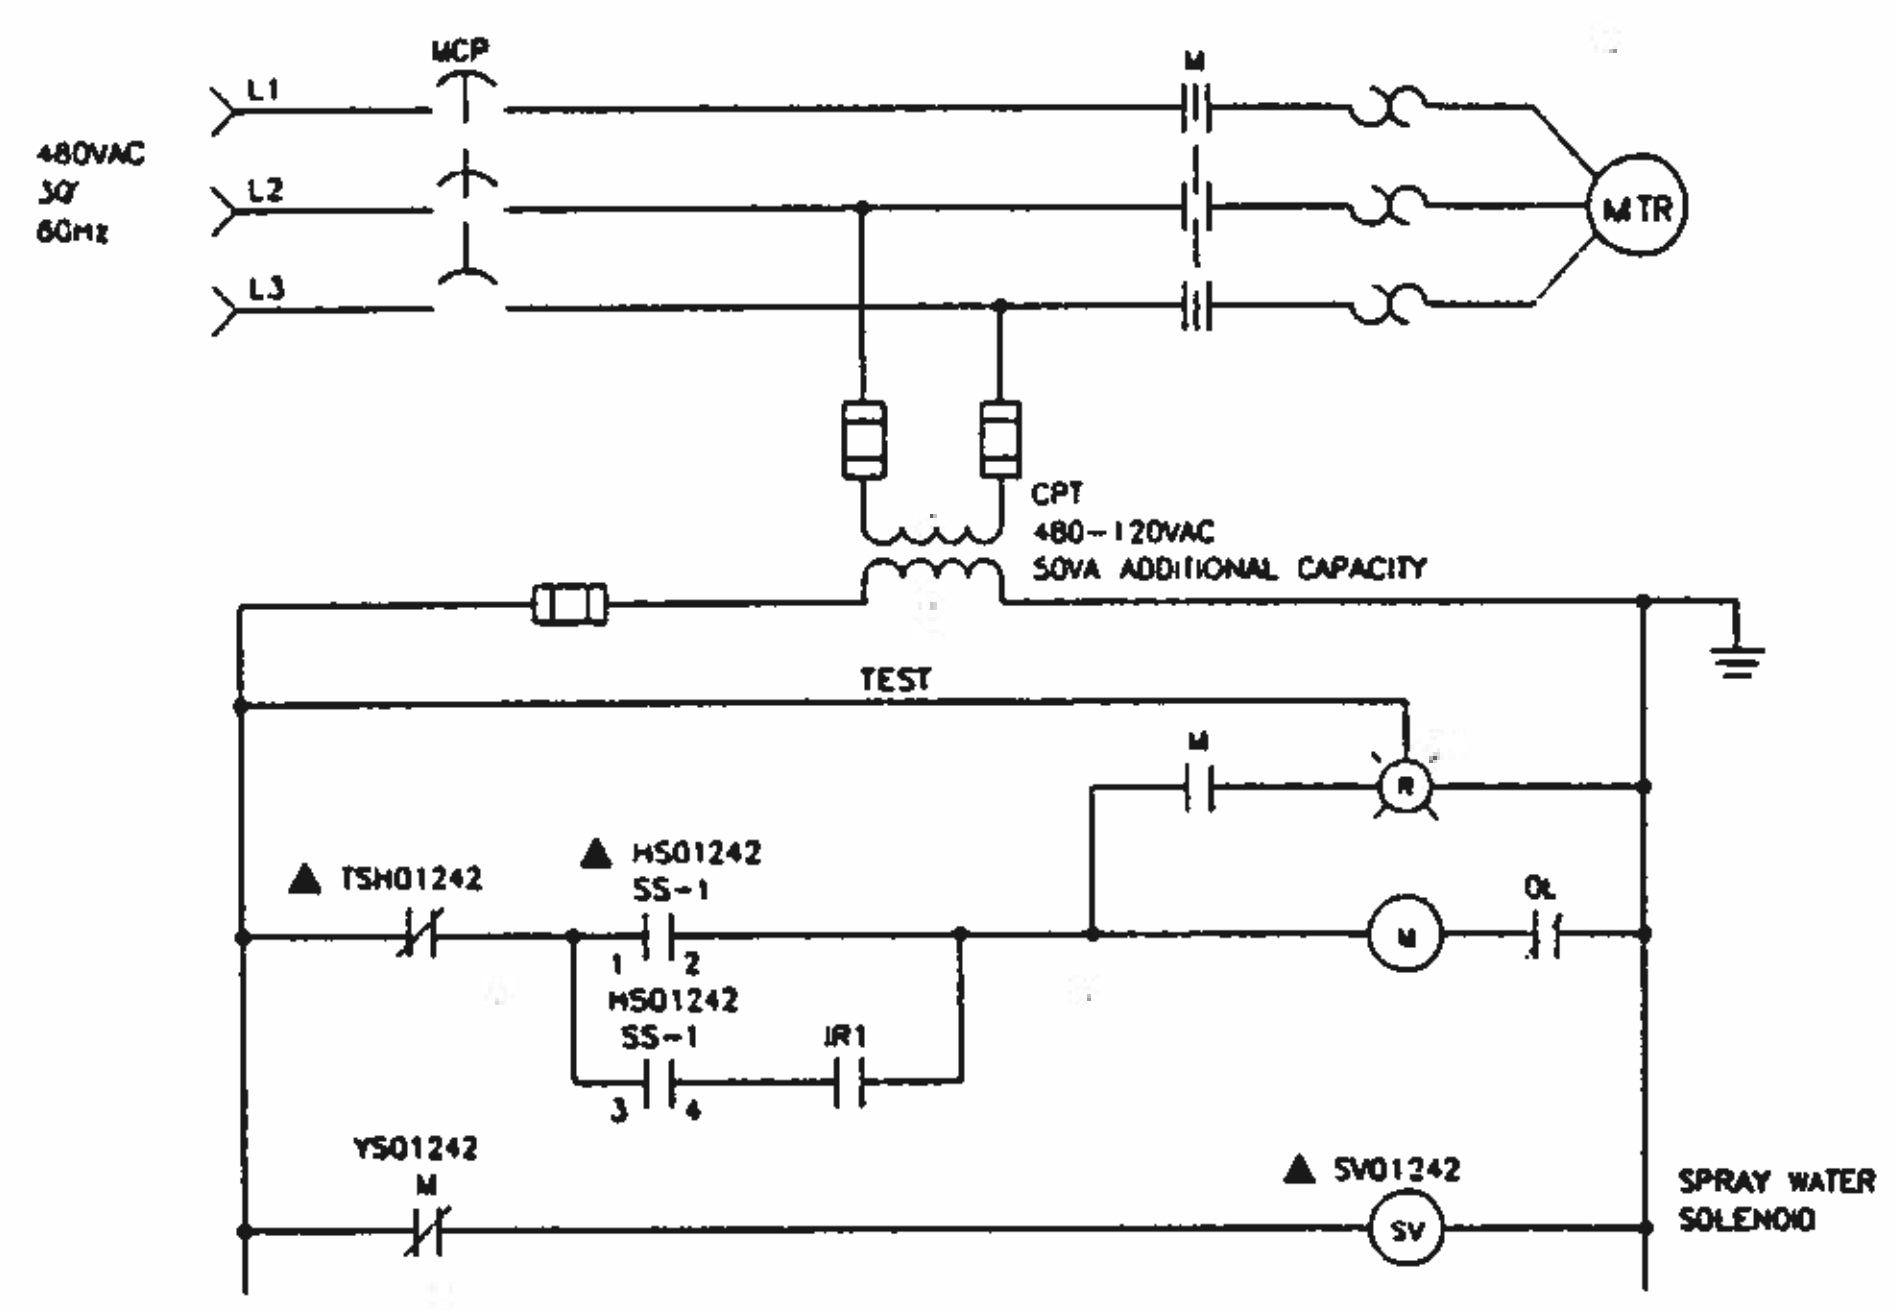 MCP
M
L1
480VAC
3Ø
60Hz
L2
L3
MTR
CPT
480-120VAC
50VA ADDITIONAL CAPACITY
TEST
M
R
HS01242
SS-1
TSH01242
OL
M
1 2
HS01242
SS-1
IR1
3 4
YS01242
M
SV01242
SV
SPRAY WATER
SOLENOID